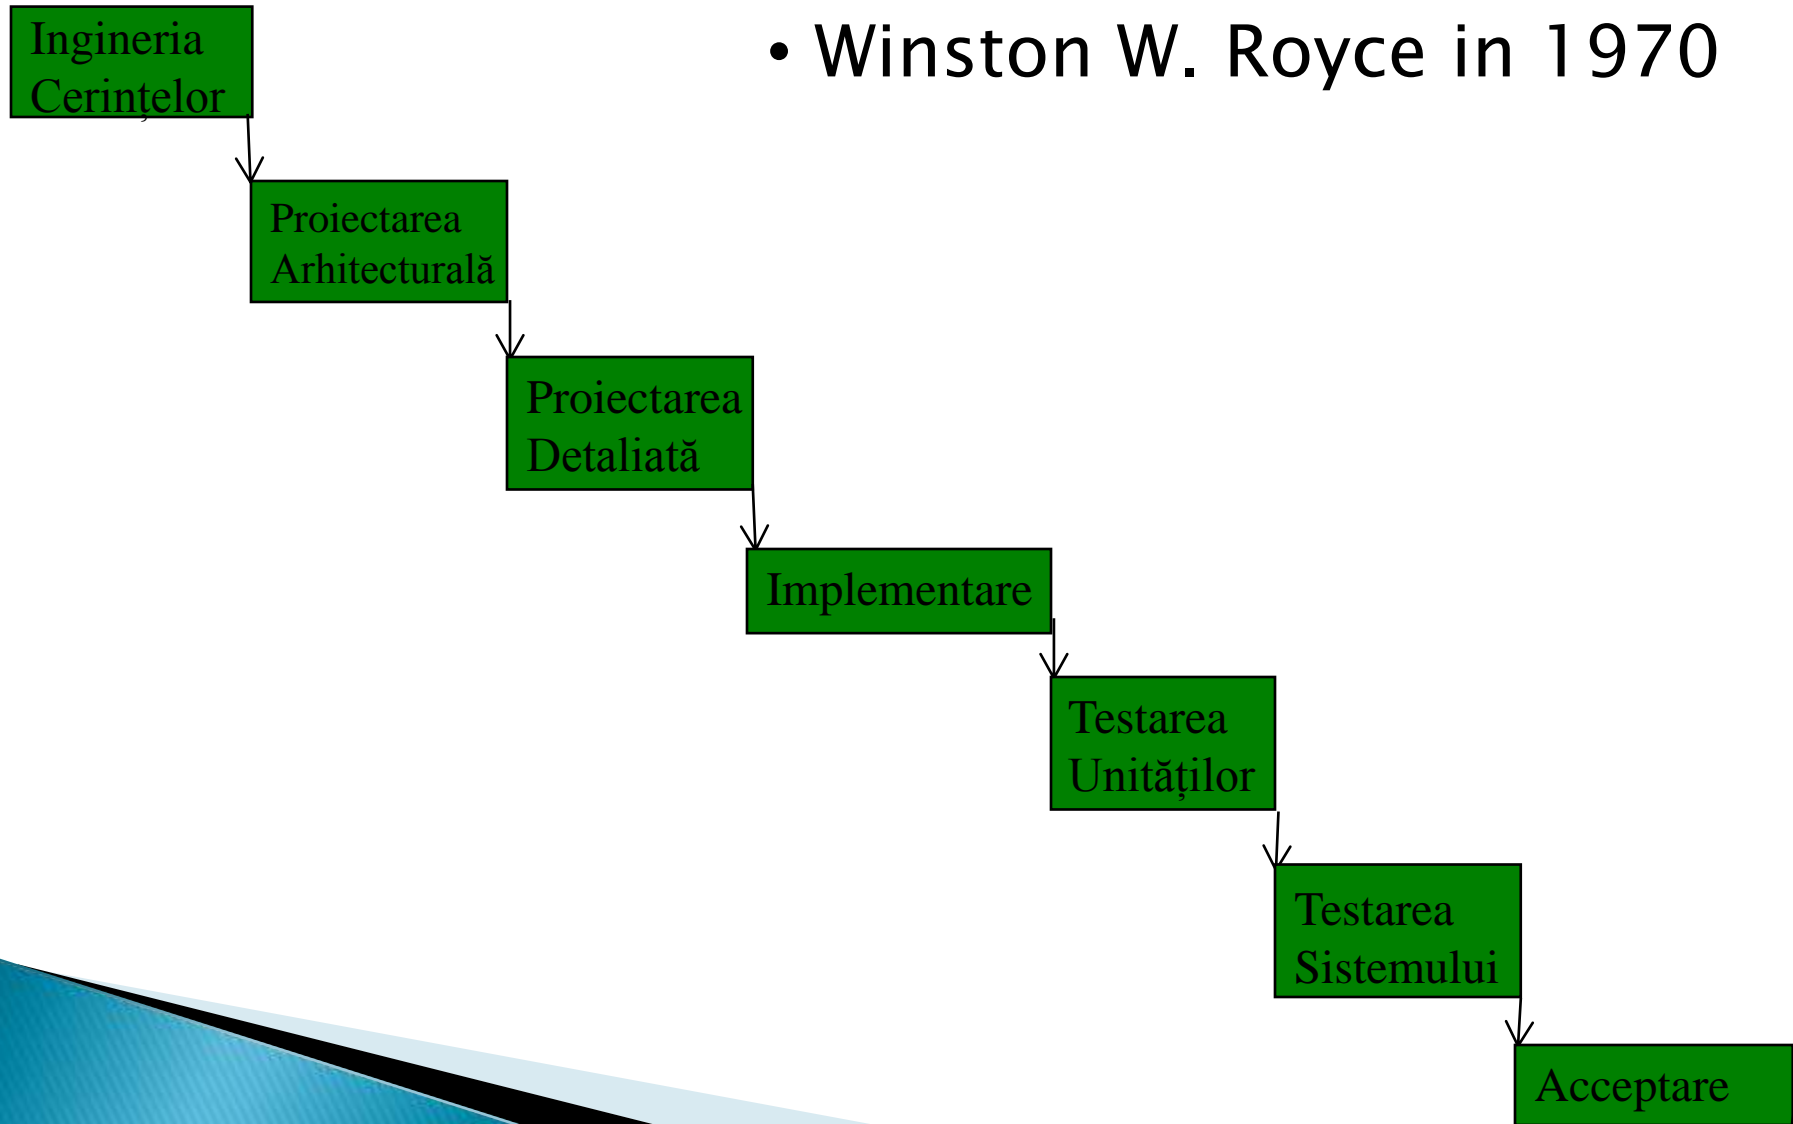 Ingineria
Cerințelor
• Winston W. Royce in 1970
Proiectarea
Arhitecturală
Proiectarea
Detaliată
Implementare
Testarea
Unităților
Testarea
Sistemului
Acceptare